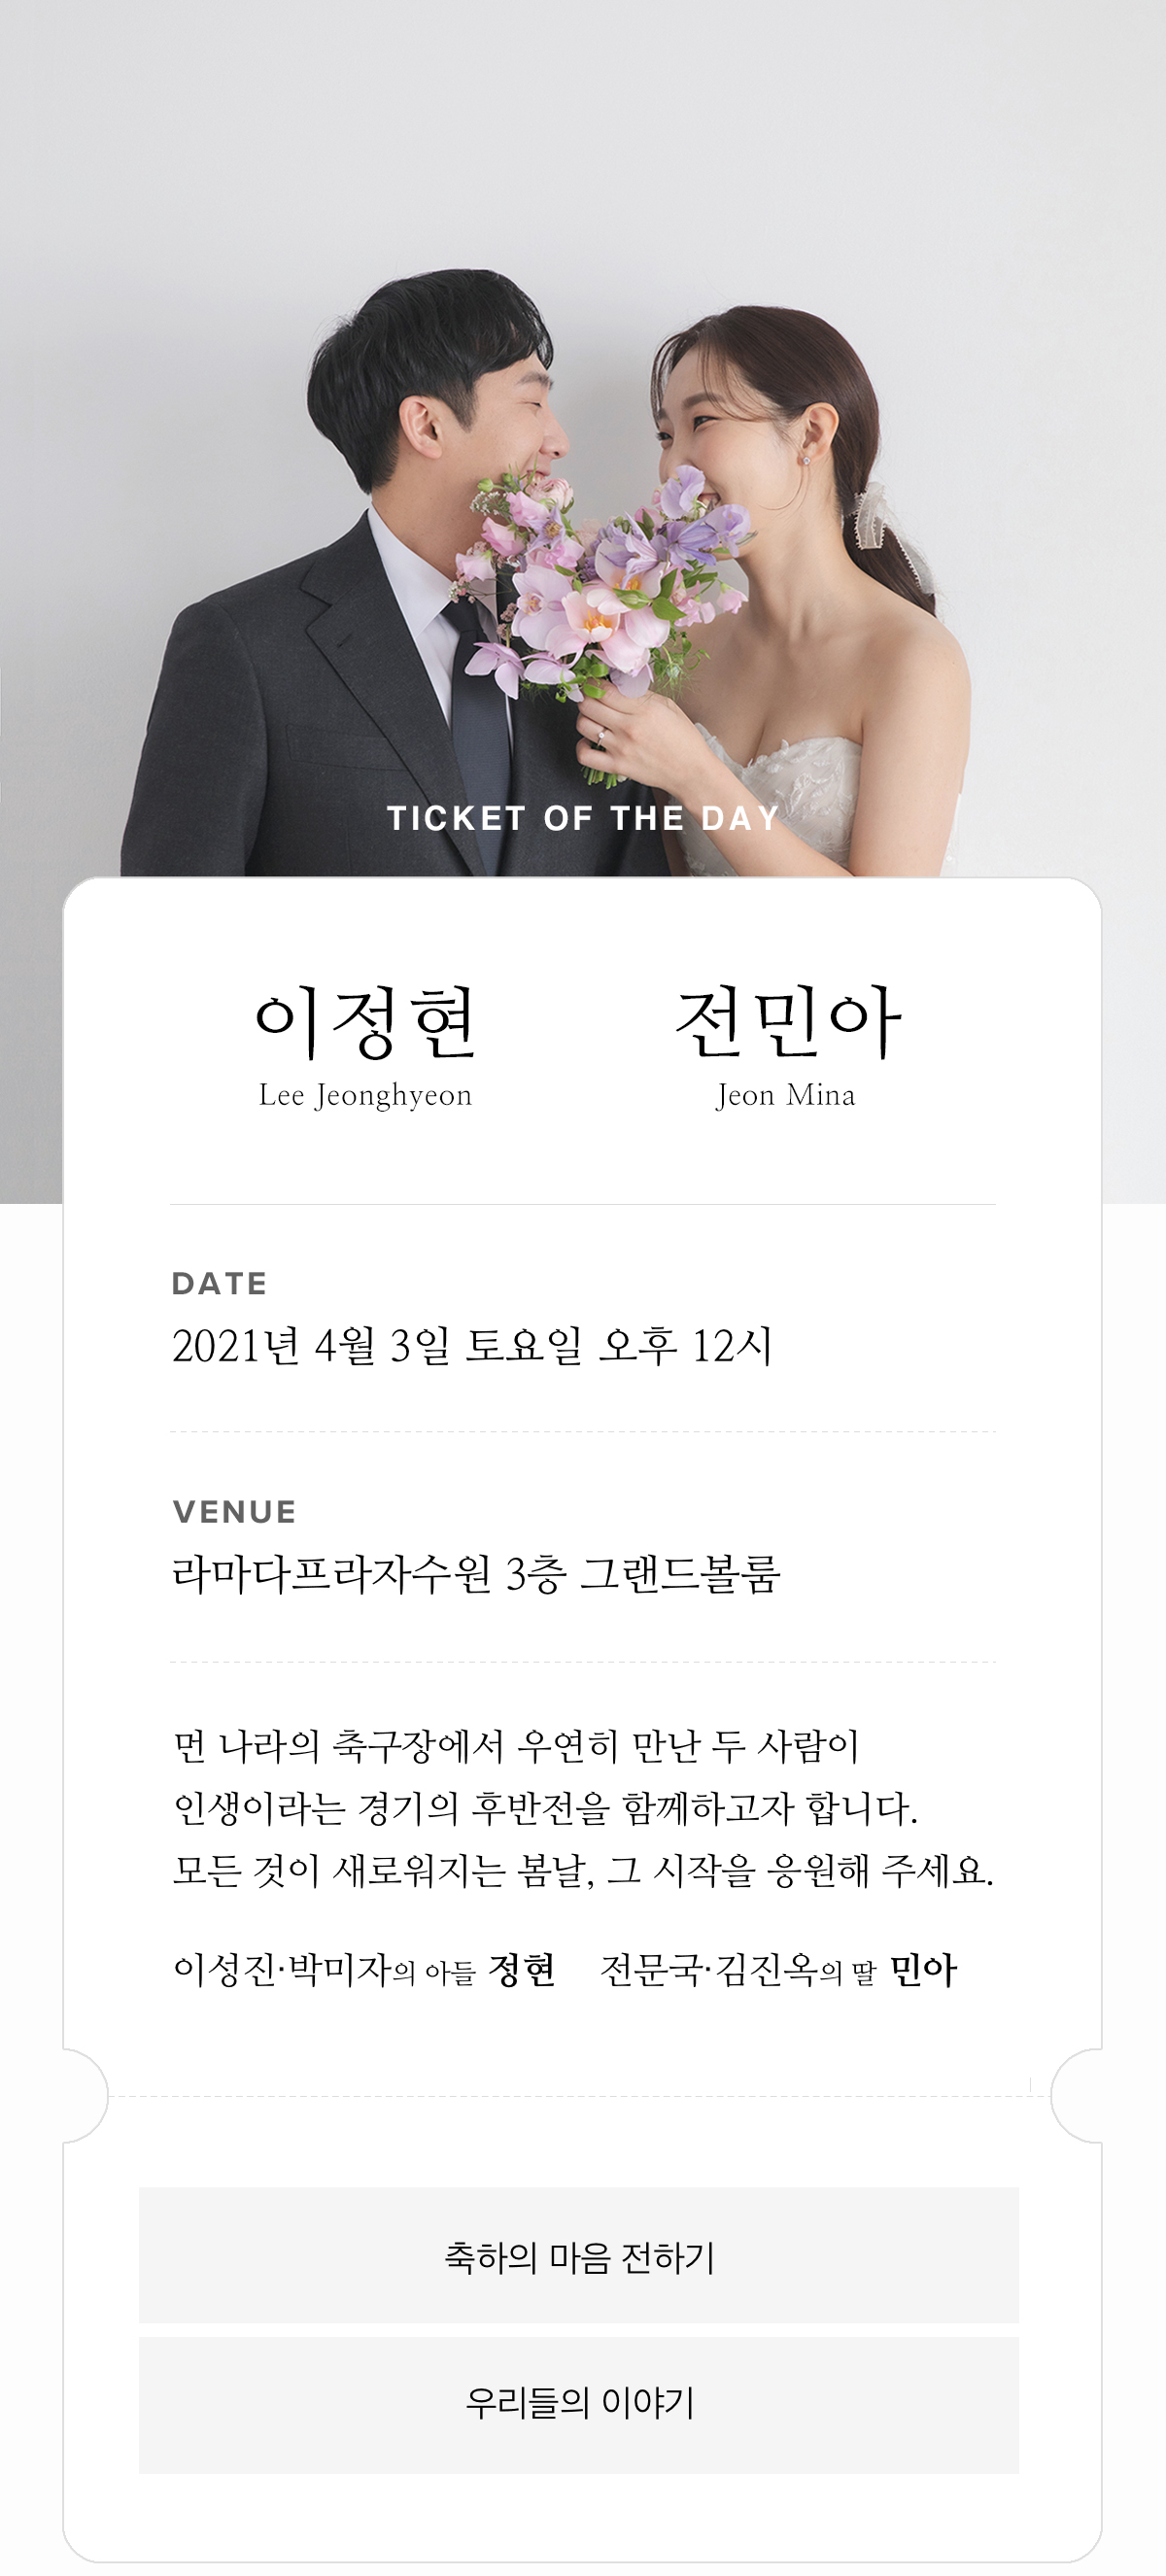 TICKET OF THE DAY
이정현 전민아
Lee Jeonghyeon Jeon Mina
DATE
2021년 4월 3일 토요일 오후 12시
VENUE
라마다프라자수원 3층 그랜드볼룸
먼 나라의 축구장에서 우연히 만난 두 사람이
인생이라는 경기의 후반전을 함께하고자 합니다.
모든 것이 새로워지는 봄날, 그 시작을 응원해 주세요.
이성진·박미자의 아들 정현 전문국·김진옥의 딸 민아
축하의 마음 전하기
우리들의 이야기